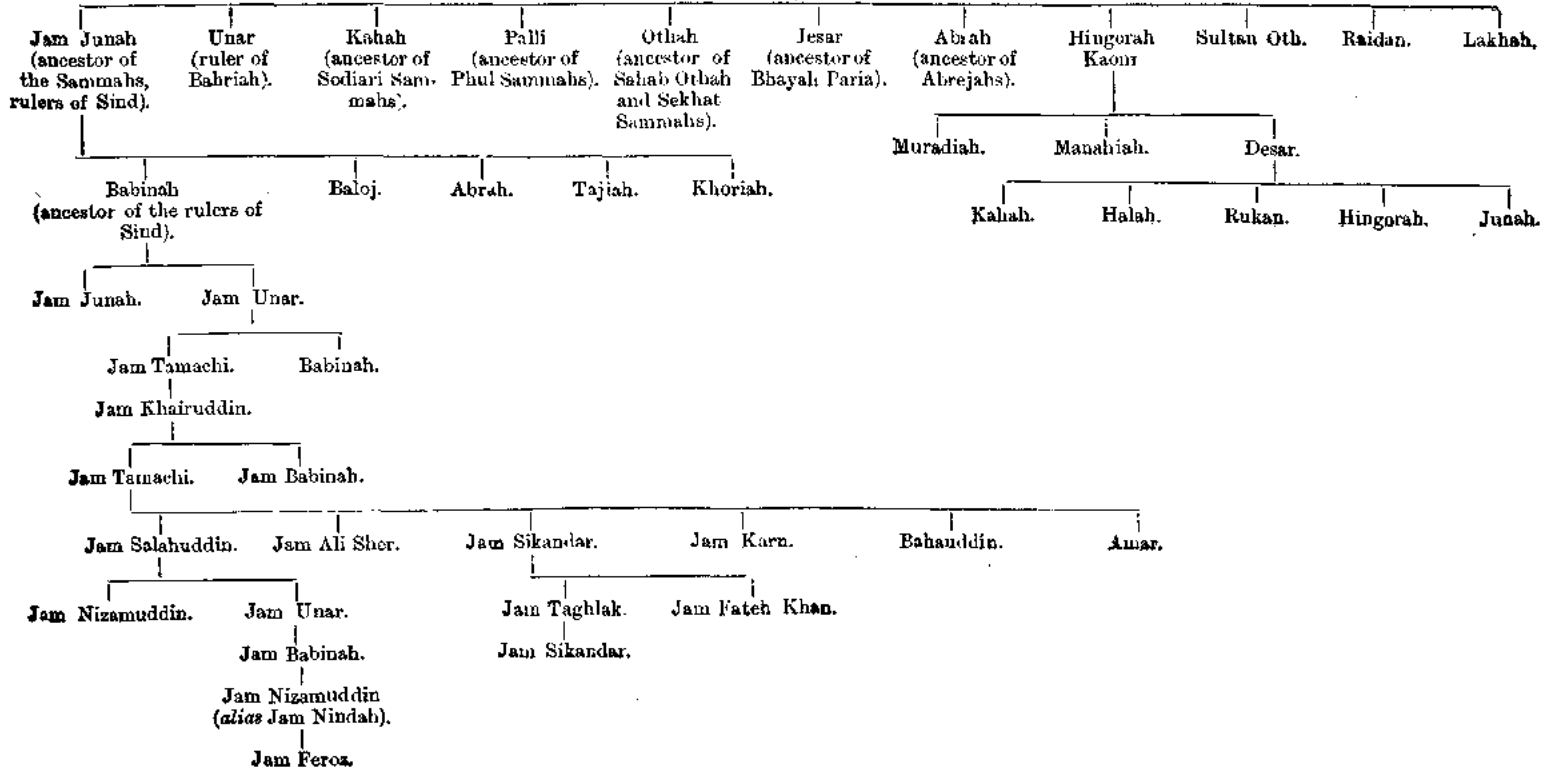 Jam Junah
(ancestor of
the Sammahs,
rulers of Sind).
Unar
(ruler of
Bahriah).
Kahah
(ancestor of
Sodiari Sam-
mahs).
Palli
(ancestor of
Phul Sammahs).
Othah
(ancestor of
Sahab Othah
and Sekhat
Sammahs).
Jesar
(ancestor of
Bhayah Paria).
Abrah
(ancestor of
Abrejahs).
Hingorah
Kaonr
Sultan Oth.
Raidan.
Lakhah.
Muradiah.
Manahiah.
Desar.
Babinah
(ancestor of the rulers of
Sind).
Baloj.
Abrah.
Tajiah.
Khoriah.
Kahah.
Halah.
Rukan.
Hingorah.
Junah.
Jam Junah.
Jam Unar.
Jam Tamachi.
Babinah.
Jam Khairuddin.
Jam Tamachi.
Jam Babinah.
Jam Salahuddin.
Jam Ali Sher.
Jam Sikandar.
Jam Karn.
Bahauddin.
Amar.
Jam Nizamuddin.
Jam Unar.
Jam Taghlak.
Jam Fateh Khan.
Jam Babinah.
Jam Sikandar.
Jam Nizamuddin
(alias Jam Nindah).
Jam Feroz.